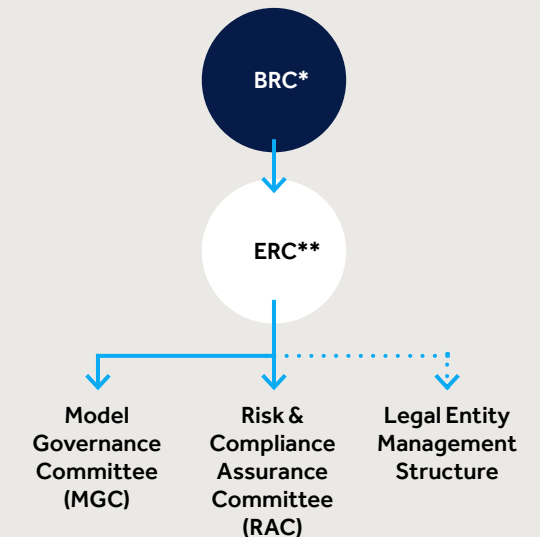 BRC*
ERC**
Model
Governance
Committee
(MGC)
Risk &
Compliance
Assurance
Committee
(RAC)
Legal Entity
Management
Structure